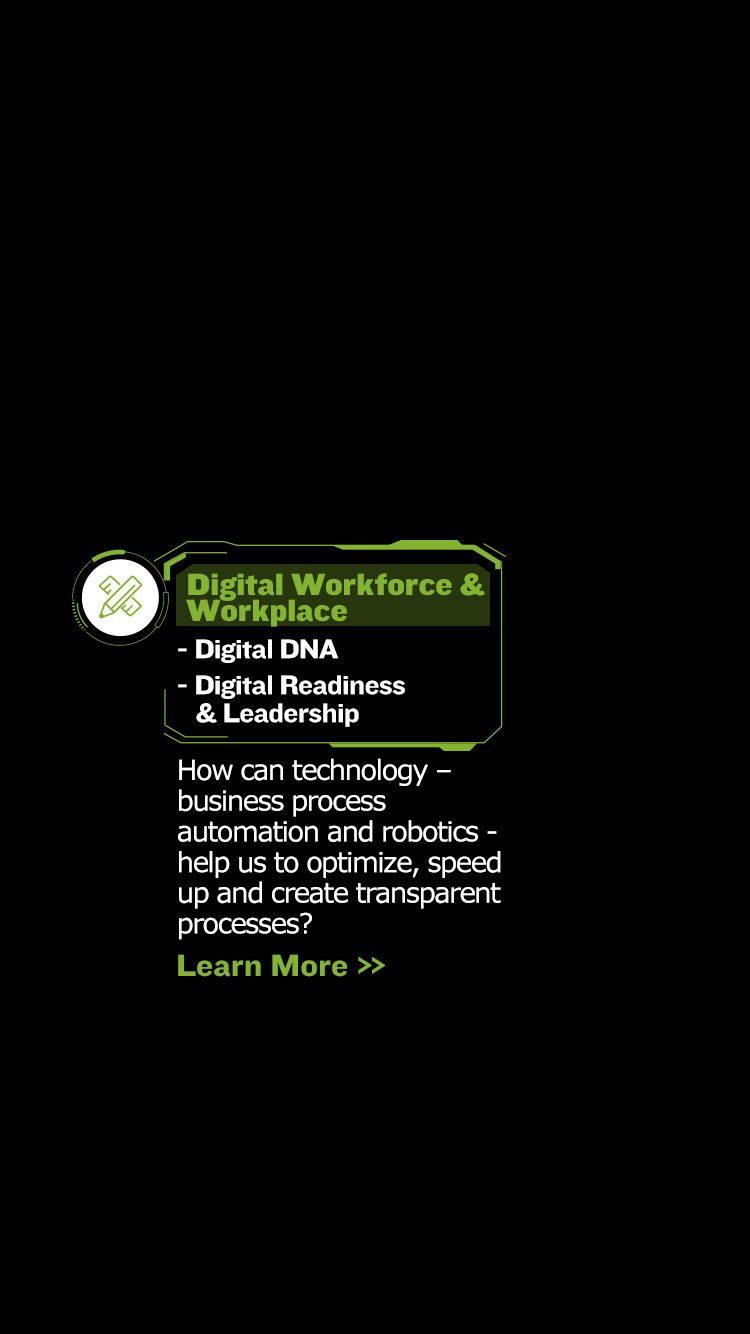 Digital Workforce &
Workplace
- Digital DNA
- Digital Readiness
& Leadership
How can technology –
business process
automation and robotics -
help us to optimize, speed
up and create transparent
processes?
Learn More >>